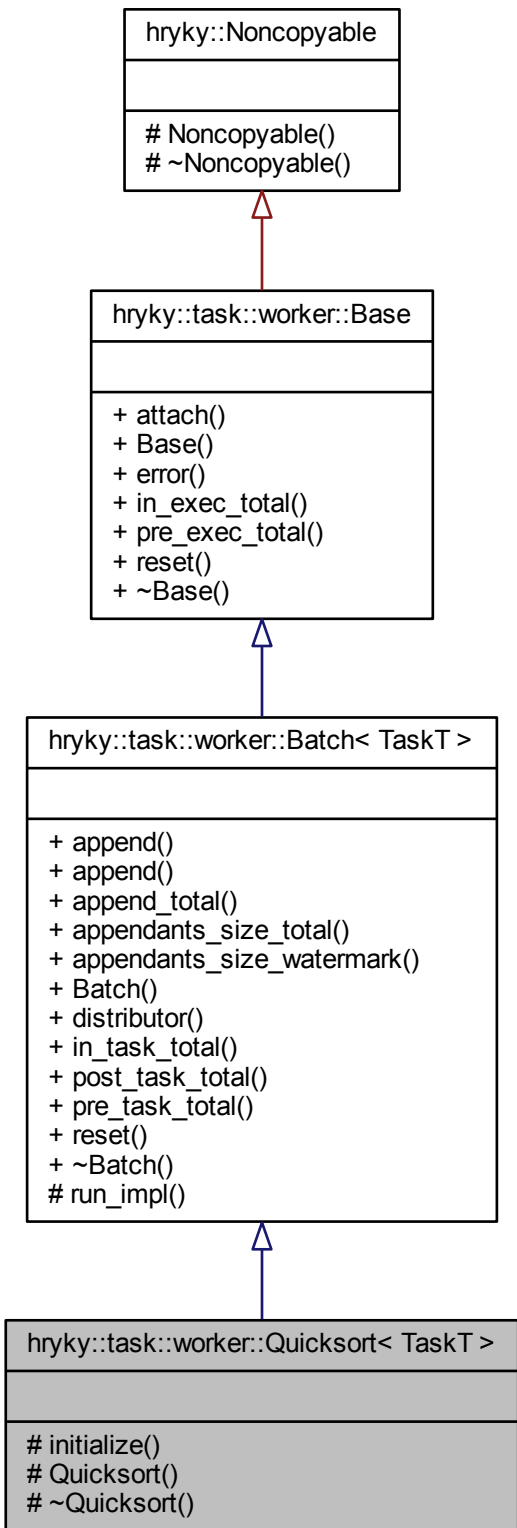 hryky::Noncopyable
# Noncopyable()
# ~Noncopyable()
hryky::task::worker::Base
+ attach()
+ Base()
+ error()
+ in_exec_total()
+ pre_exec_total()
+ reset()
+ ~Base()
hryky::task::worker::Batch< TaskT >
+ append()
+ append()
+ append_total()
+ appendants_size_total()
+ appendants_size_watermark()
+ Batch()
+ distributor()
+ in_task_total()
+ post_task_total()
+ pre_task_total()
+ reset()
+ ~Batch()
# run_impl()
hryky::task::worker::Quicksort< TaskT >
# initialize()
# Quicksort()
# ~Quicksort()